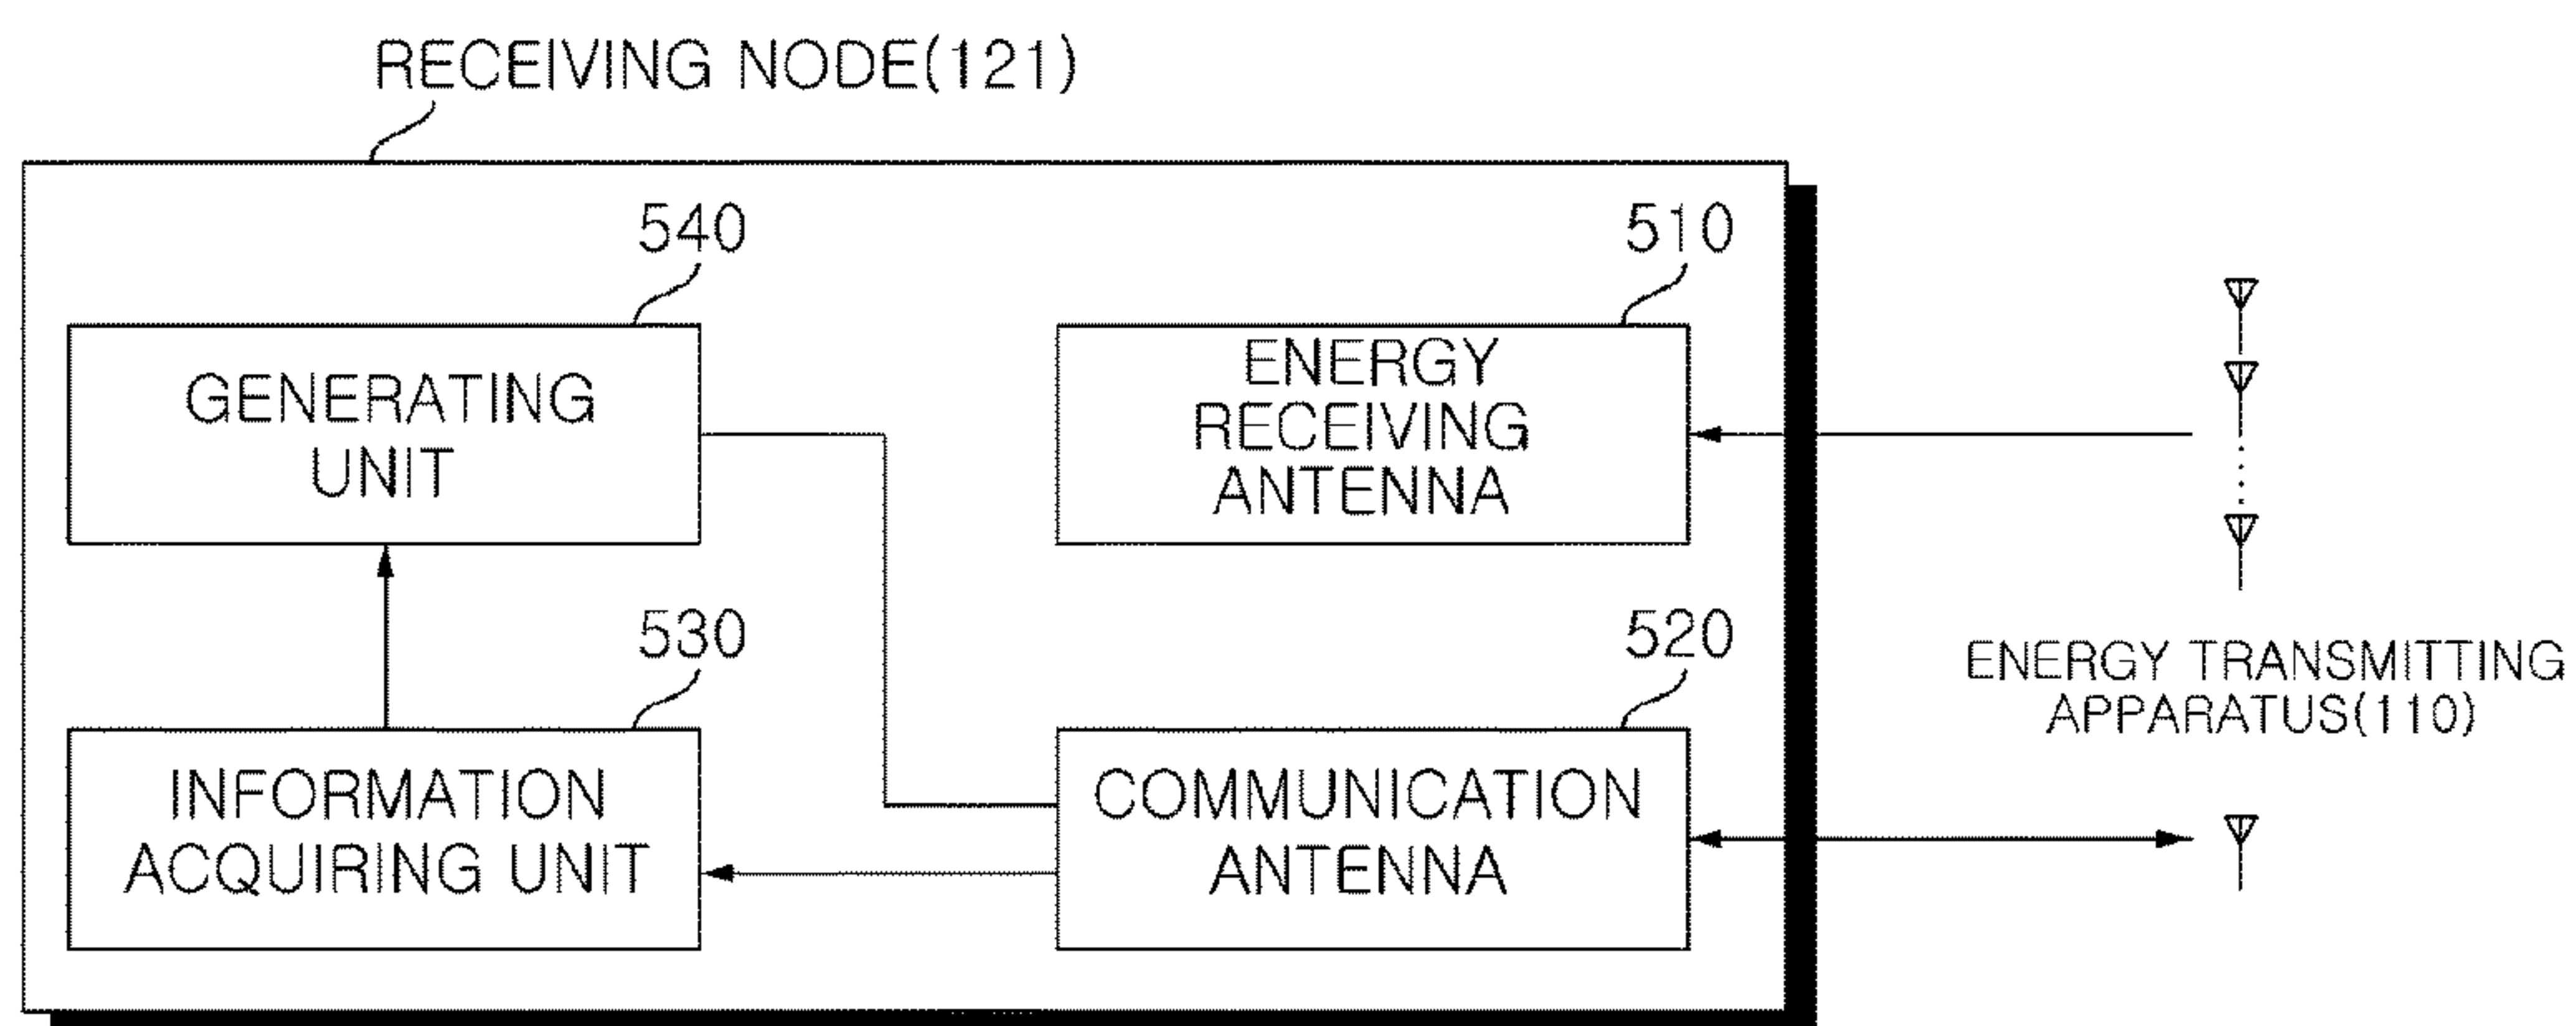 RECEIVING NODE(121)
540
GENERATING
UNIT
510
ENERGY
RECEIVING
ANTENNA
530
INFORMATION
ACQUIRING UNIT
520
COMMUNICATION
ANTENNA
ENERGY TRANSMITTING
APPARATUS(110)